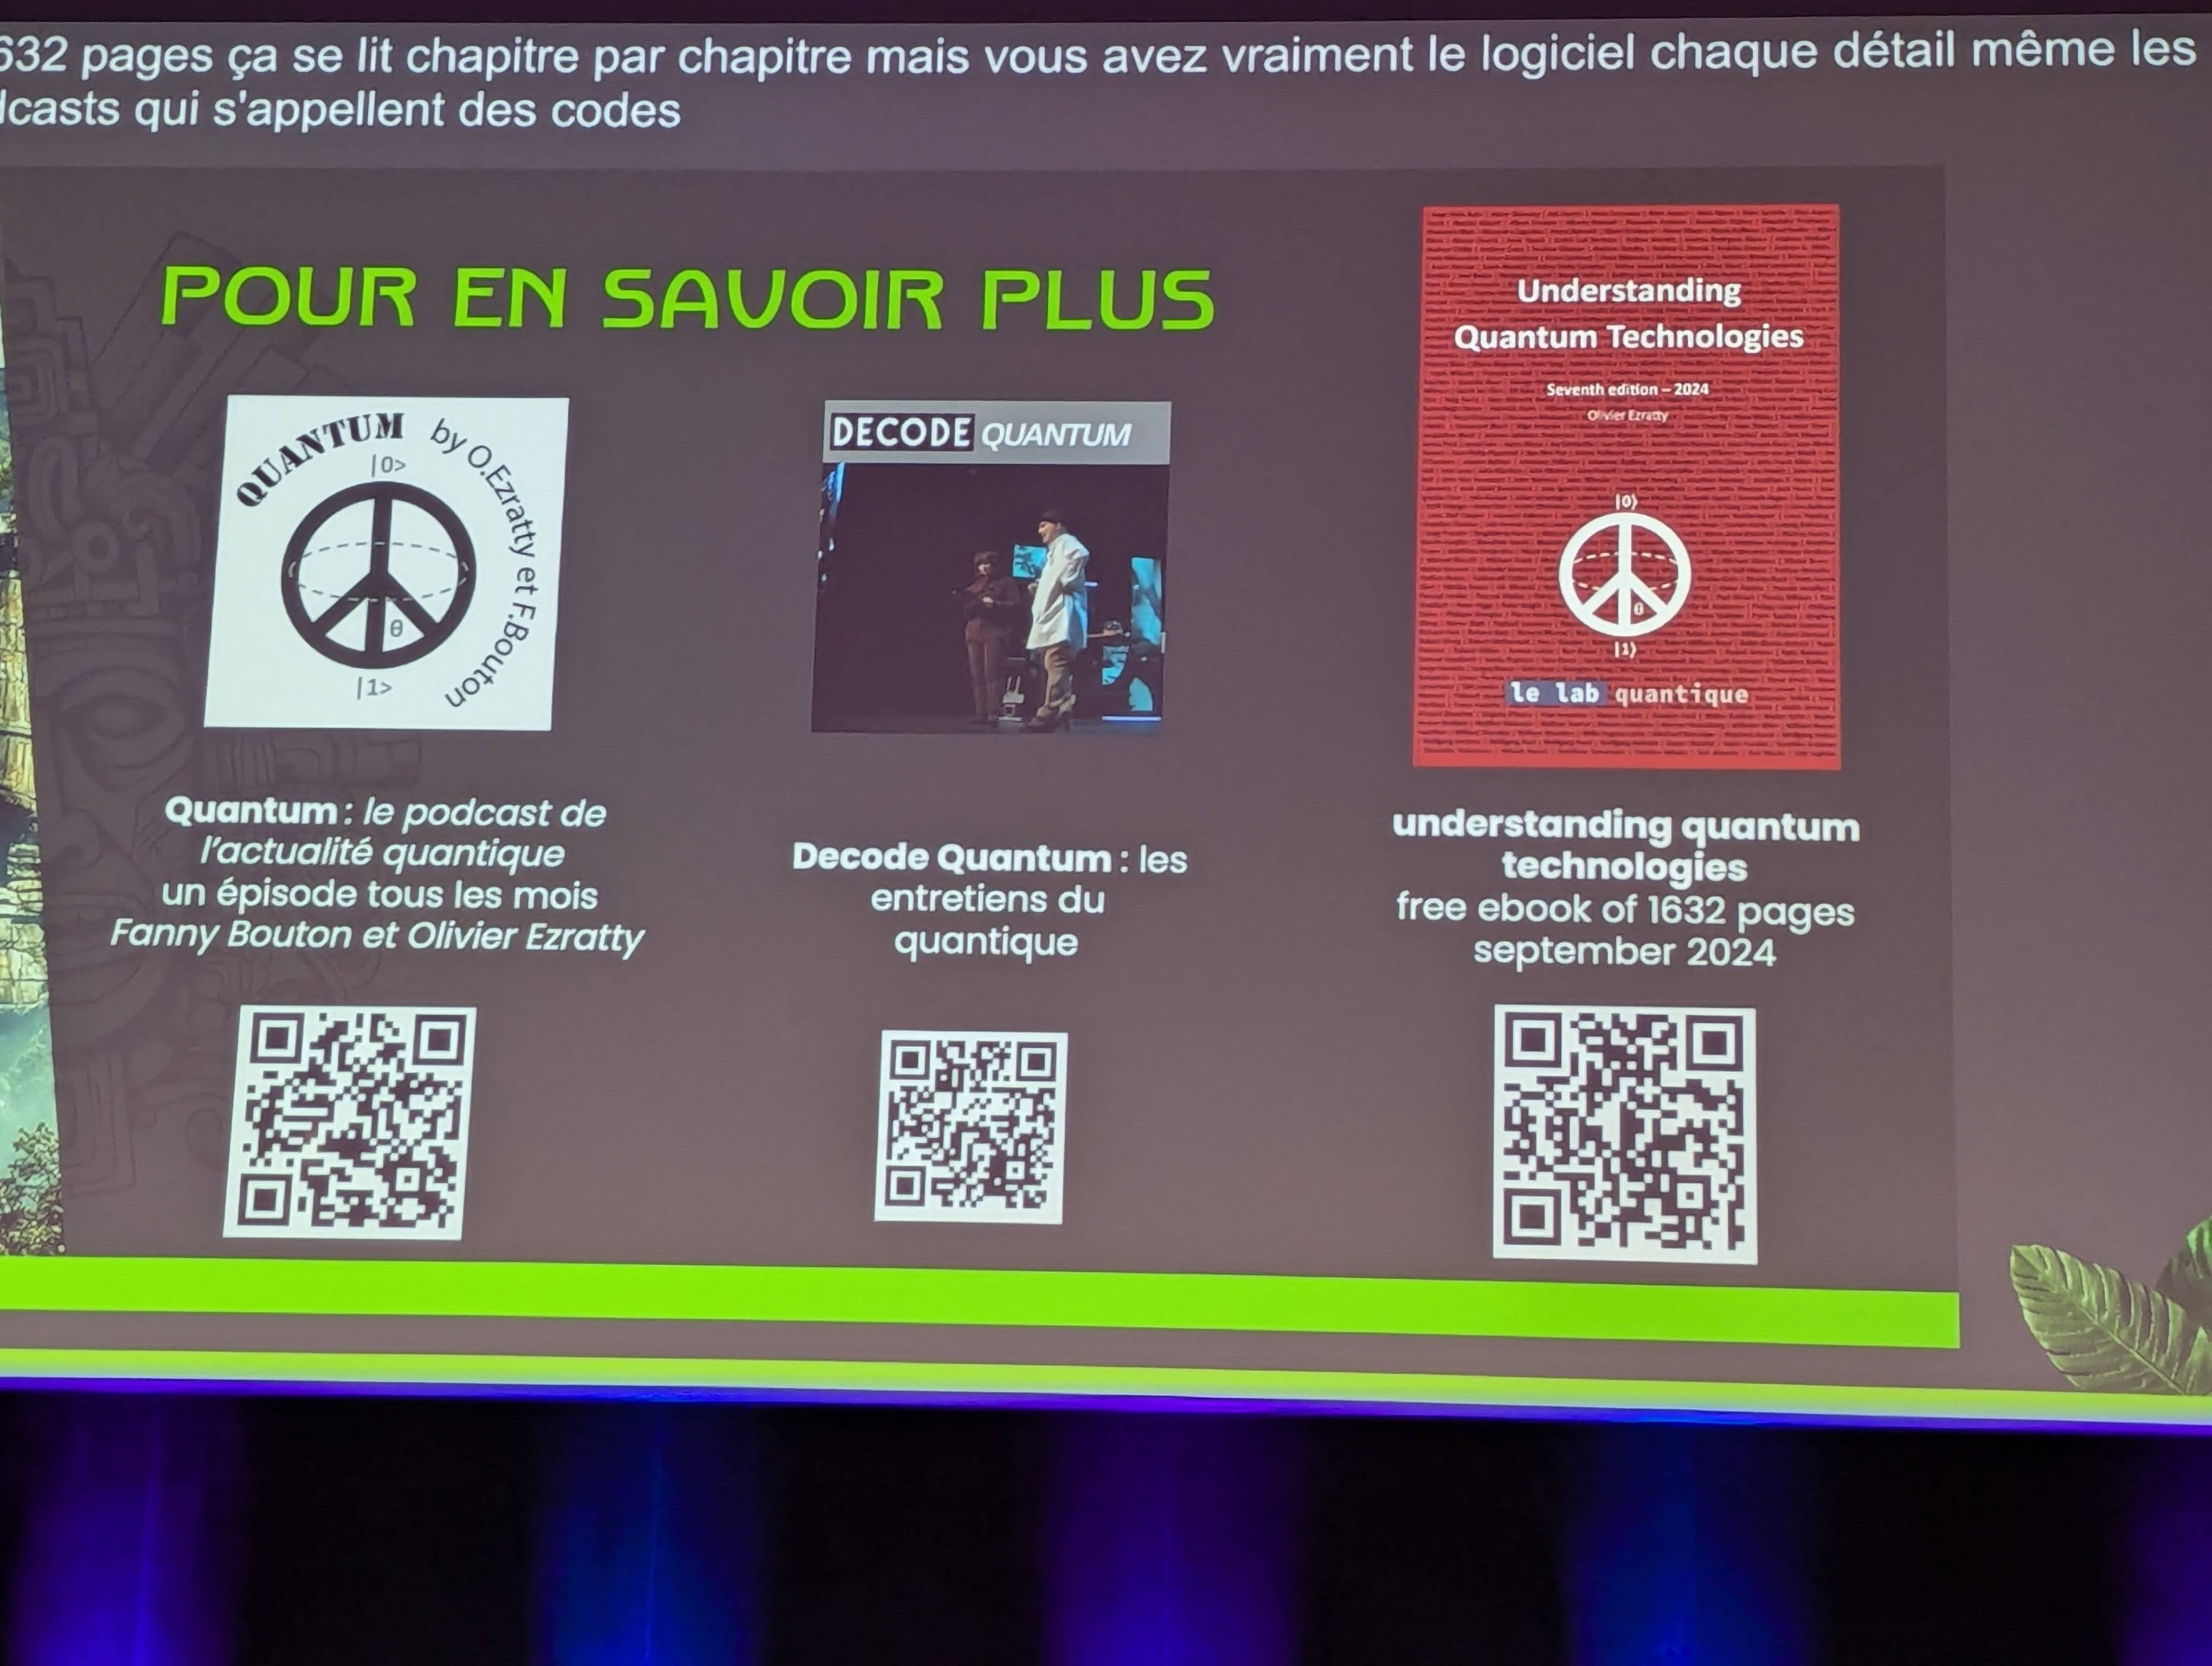 632 pages ça se lit chapitre par chapitre mais vous avez vraiment le logiciel chaque détail même les
dcasts qui s'appellent des codes
POUR EN SAVOIR PLUS
QUANTUM by O.Ezratty et F.Bouton
|0>
θ
|1>
DECODE QUANTUM
Understanding
Quantum Technologies
Seventh edition – 2024
Olivier Ezratty
|0⟩
θ
|1⟩
le lab quantique
Quantum : le podcast de
l'actualité quantique
un épisode tous les mois
Fanny Bouton et Olivier Ezratty
Decode Quantum : les
entretiens du
quantique
understanding quantum
technologies
free ebook of 1632 pages
september 2024